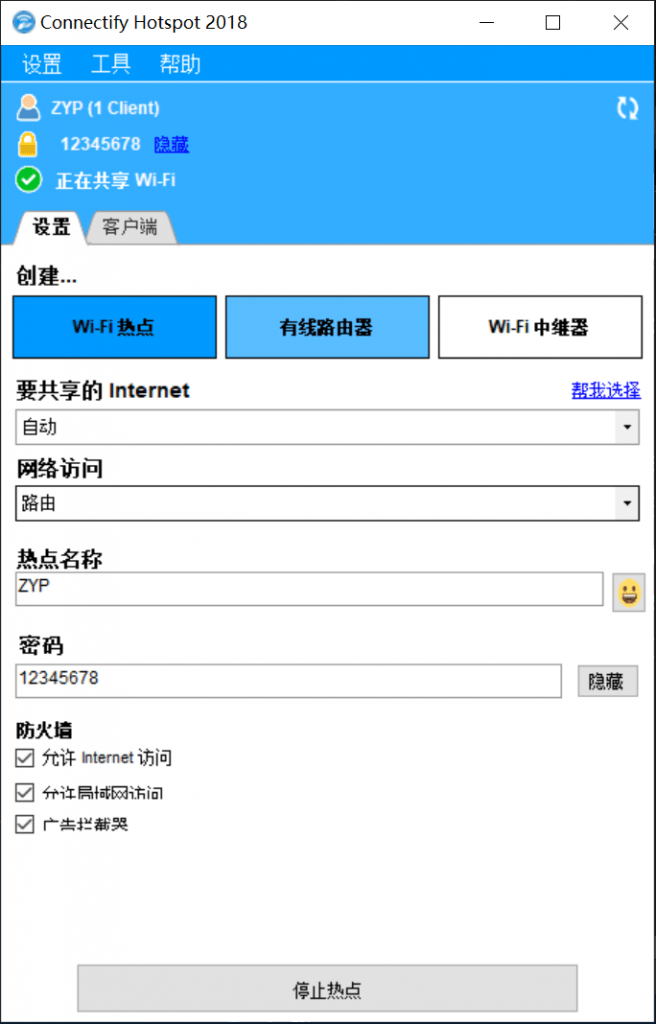 Connectify Hotspot 2018
设置 工具 帮助
ZYP (1 Client)
12345678 隐藏
正在共享 Wi-Fi
设置 客户端
创建...
Wi-Fi 热点 有线路由器 Wi-Fi 中继器
要共享的 Internet 帮我选择
自动
网络访问
路由
热点名称
ZYP
密码
12345678 隐藏
防火墙
允许 Internet 访问
允许局域网访问
广告拦截器
停止热点